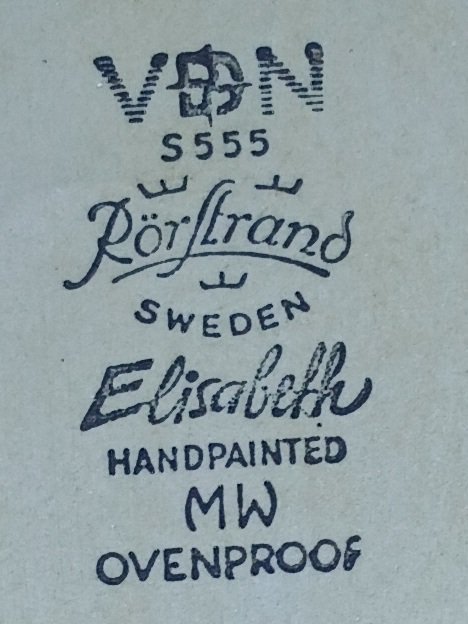 VDN
S555
Rörstrand
SWEDEN
Elisabeth
HANDPAINTED
MW
OVENPROOF